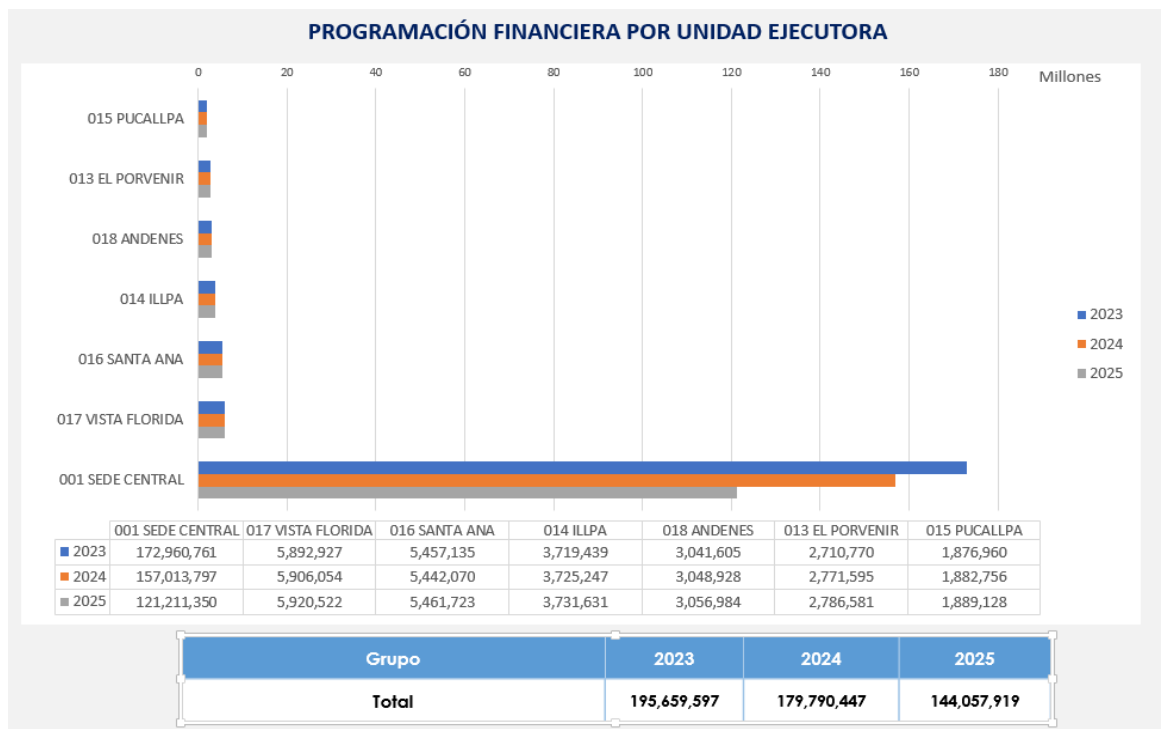 PROGRAMACIÓN FINANCIERA POR UNIDAD EJECUTORA
0 20 40 60 80 100 120 140 160 180 Millones
015 PUCALLPA
013 EL PORVENIR
018 ANDENES
014 ILLPA
016 SANTA ANA
017 VISTA FLORIDA
001 SEDE CENTRAL
2023
2024
2025
001 SEDE CENTRAL 017 VISTA FLORIDA 016 SANTA ANA 014 ILLPA 018 ANDENES 013 EL PORVENIR 015 PUCALLPA
2023 172,960,761 5,892,927 5,457,135 3,719,439 3,041,605 2,710,770 1,876,960
2024 157,013,797 5,906,054 5,442,070 3,725,247 3,048,928 2,771,595 1,882,756
2025 121,211,350 5,920,522 5,461,723 3,731,631 3,056,984 2,786,581 1,889,128
Grupo 2023 2024 2025
Total 195,659,597 179,790,447 144,057,919